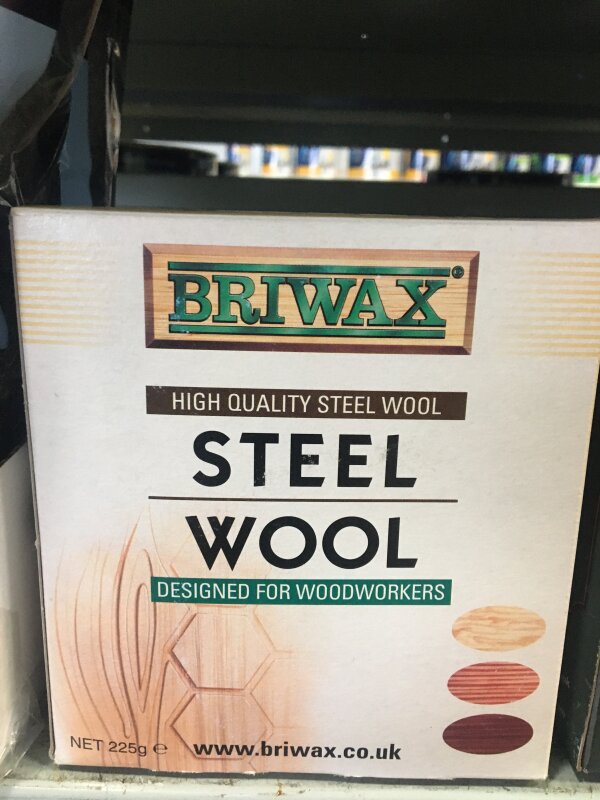 BRIWAX®
HIGH QUALITY STEEL WOOL
STEEL
WOOL
DESIGNED FOR WOODWORKERS
NET 225g ℮ www.briwax.co.uk